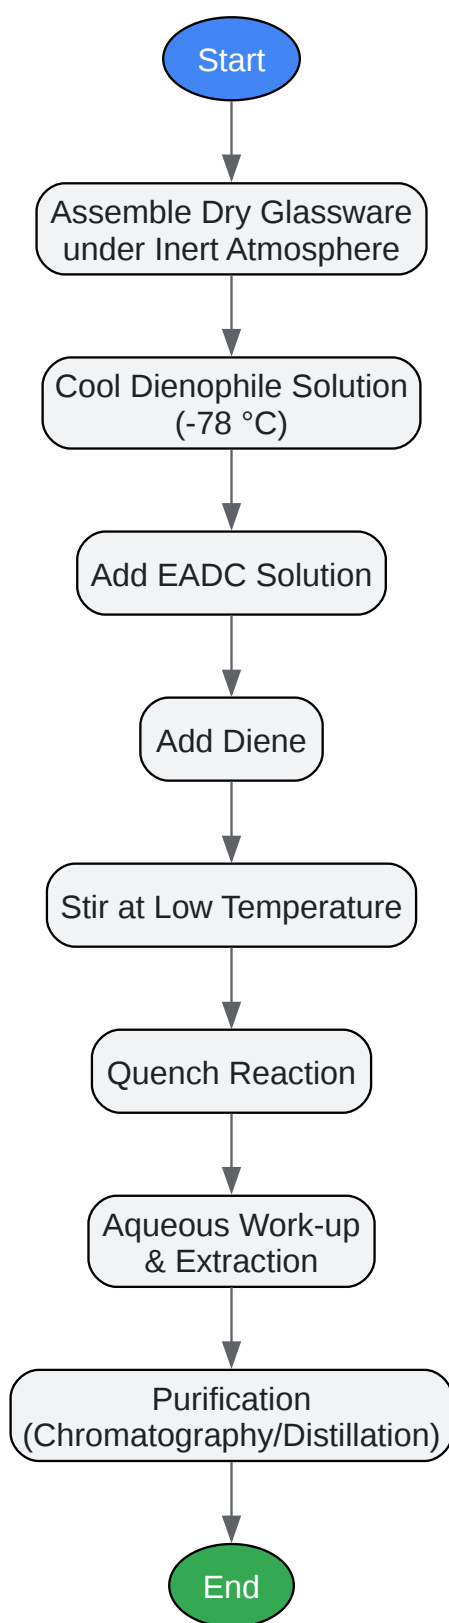 Start
Assemble Dry Glassware
under Inert Atmosphere
Cool Dienophile Solution
(-78 °C)
Add EADC Solution
Add Diene
Stir at Low Temperature
Quench Reaction
Aqueous Work-up
& Extraction
Purification
(Chromatography/Distillation)
End